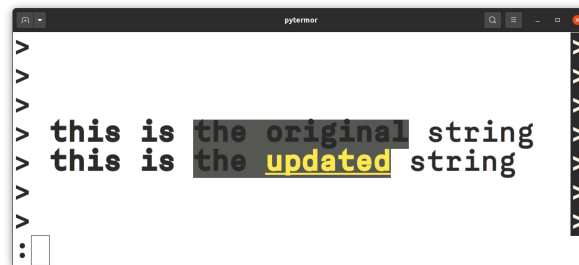 pytermor
>
>
>
> this is the original string
> this is the updated string
>
>
: